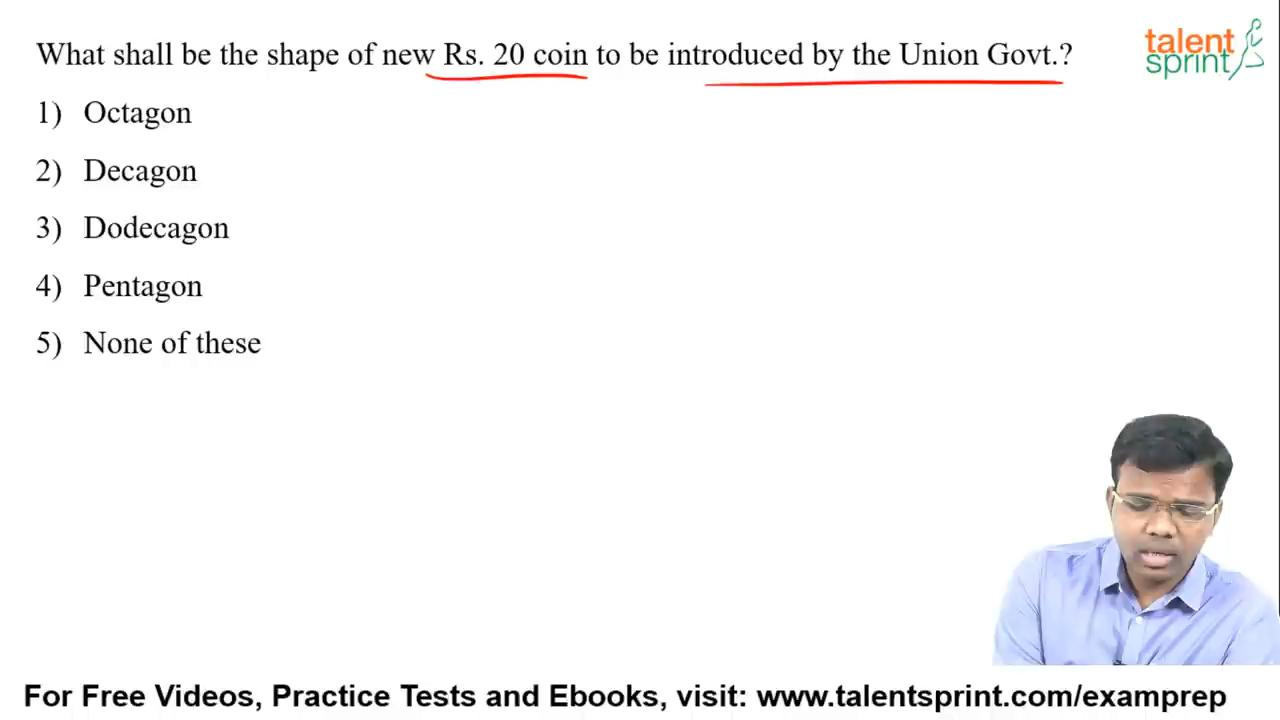 What shall be the shape of new Rs. 20 coin to be introduced by the Union Govt.?
talent
sprint
1) Octagon
2) Decagon
3) Dodecagon
4) Pentagon
5) None of these
For Free Videos, Practice Tests and Ebooks, visit: www.talentsprint.com/examprep